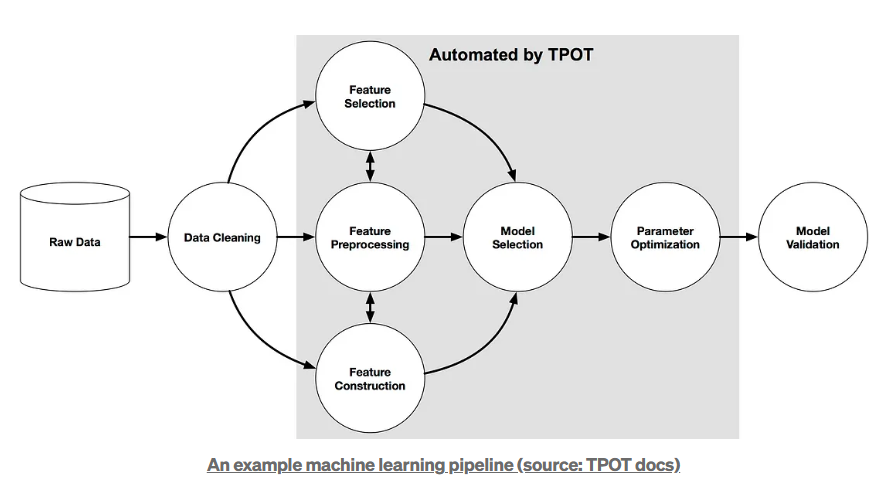 Automated by TPOT
Feature
Selection
Raw Data
Data Cleaning
Feature
Preprocessing
Model
Selection
Parameter
Optimization
Model
Validation
Feature
Construction
An example machine learning pipeline (source: TPOT docs)